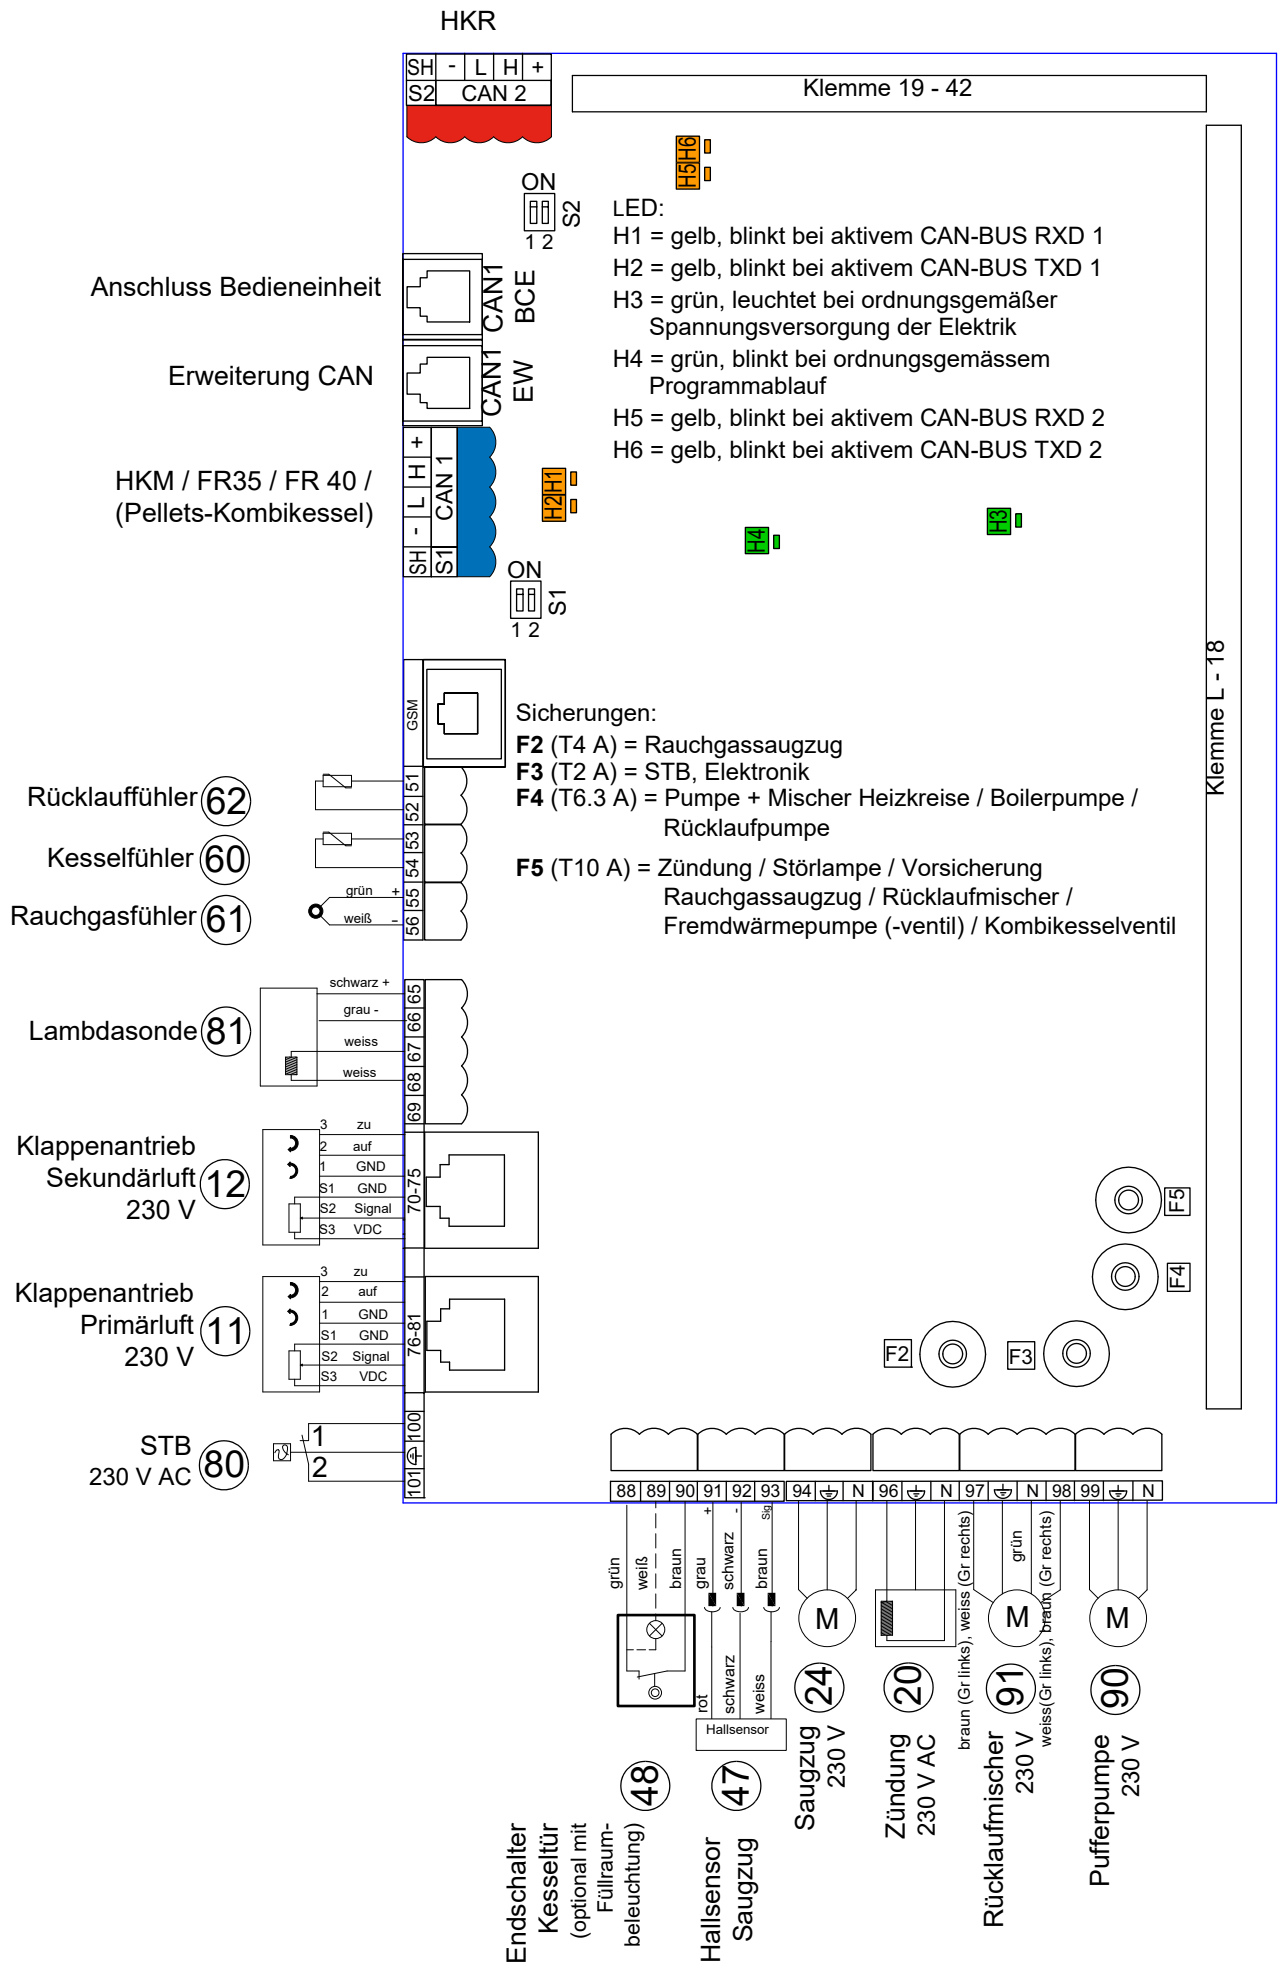 HKR
SH - L H +
S2 CAN 2
Klemme 19 - 42
H5 H6
ON
S2
1 2
LED:
H1 = gelb, blinkt bei aktivem CAN-BUS RXD 1
H2 = gelb, blinkt bei aktivem CAN-BUS TXD 1
H3 = grün, leuchtet bei ordnungsgemäßer
Spannungsversorgung der Elektrik
H4 = grün, blinkt bei ordnungsgemässem
Programmablauf
H5 = gelb, blinkt bei aktivem CAN-BUS RXD 2
H6 = gelb, blinkt bei aktivem CAN-BUS TXD 2
Anschluss Bedieneinheit
CAN1
BCE
Erweiterung CAN
CAN1
EW
HKM / FR35 / FR 40 /
(Pellets-Kombikessel)
SH - L H +
S1 CAN 1
H2 H1
H4
H3
ON
S1
1 2
Klemme L - 18
GSM
Sicherungen:
F2 (T4 A) = Rauchgassaugzug
F3 (T2 A) = STB, Elektronik
F4 (T6.3 A) = Pumpe + Mischer Heizkreise / Boilerpumpe /
Rücklaufpumpe
F5 (T10 A) = Zündung / Störlampe / Vorsicherung
Rauchgassaugzug / Rücklaufmischer /
Fremdwärmepumpe (-ventil) / Kombikesselventil
Rücklauffühler 62
51
52
Kesselfühler 60
53
54
Rauchgasfühler 61
grün + 55
weiß - 56
Lambdasonde 81
schwarz + 65
grau - 66
weiss 67
weiss 68
69
Klappenantrieb
Sekundärluft
230 V
12
3 zu
2 auf
1 GND
S1 GND
S2 Signal
S3 VDC
70-75
Klappenantrieb
Primärluft
230 V
11
3 zu
2 auf
1 GND
S1 GND
S2 Signal
S3 VDC
76-81
STB
230 V AC
80
1
2
100
101
F5
F4
F2
F3
88 89 90 91 92 93 94 N 96 N 97 N 98 99 N
+ - Sig
grün
weiß
braun
grau
schwarz
braun
rot
schwarz
weiss
Hallsensor
M
M
M
braun (Gr links), weiss (Gr rechts)
grün
weiss(Gr links), braun (Gr rechts)
48
Endschalter
Kesseltür
(optional mit
Füllraum-
beleuchtung)
47
Hallsensor
Saugzug
24
Saugzug
230 V
20
Zündung
230 V AC
91
Rücklaufmischer
230 V
90
Pufferpumpe
230 V